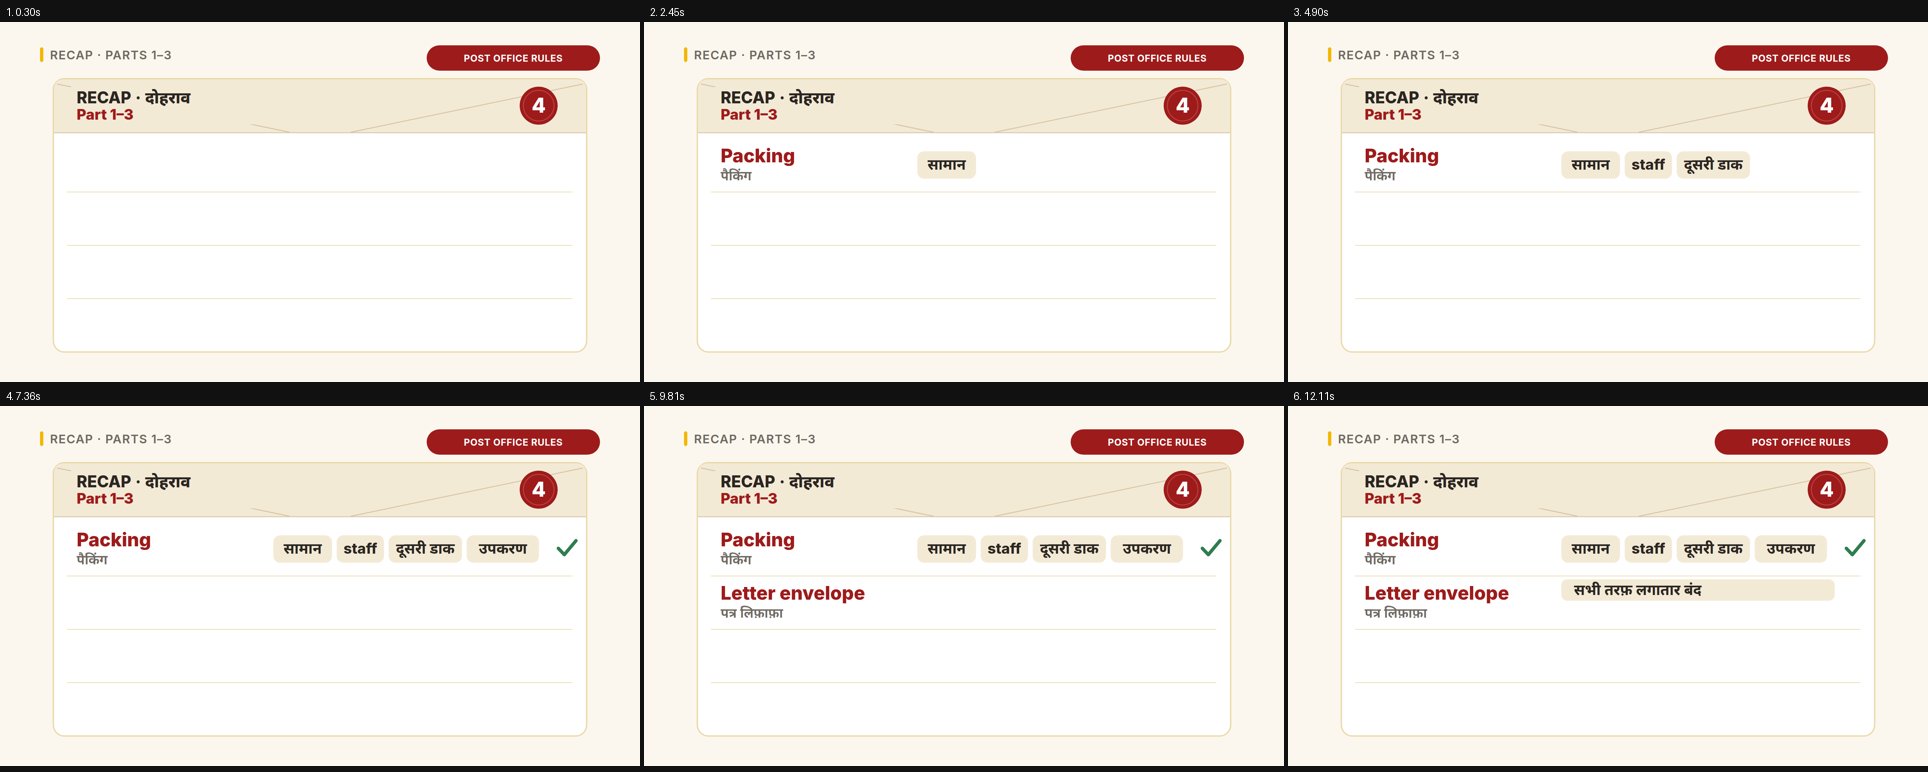 1. 0.30s
RECAP · PARTS 1–3
POST OFFICE RULES
RECAP · दोहराव
Part 1–3
4
2. 2.45s
RECAP · PARTS 1–3
POST OFFICE RULES
RECAP · दोहराव
Part 1–3
4
Packing
पैकिंग
सामान
3. 4.90s
RECAP · PARTS 1–3
POST OFFICE RULES
RECAP · दोहराव
Part 1–3
4
Packing
पैकिंग
सामान staff दूसरी डाक
4. 7.36s
RECAP · PARTS 1–3
POST OFFICE RULES
RECAP · दोहराव
Part 1–3
4
Packing
पैकिंग
सामान staff दूसरी डाक उपकरण
5. 9.81s
RECAP · PARTS 1–3
POST OFFICE RULES
RECAP · दोहराव
Part 1–3
4
Packing
पैकिंग
सामान staff दूसरी डाक उपकरण
Letter envelope
पत्र लिफ़ाफ़ा
6. 12.11s
RECAP · PARTS 1–3
POST OFFICE RULES
RECAP · दोहराव
Part 1–3
4
Packing
पैकिंग
सामान staff दूसरी डाक उपकरण
Letter envelope
पत्र लिफ़ाफ़ा
सभी तरफ़ लगातार बंद